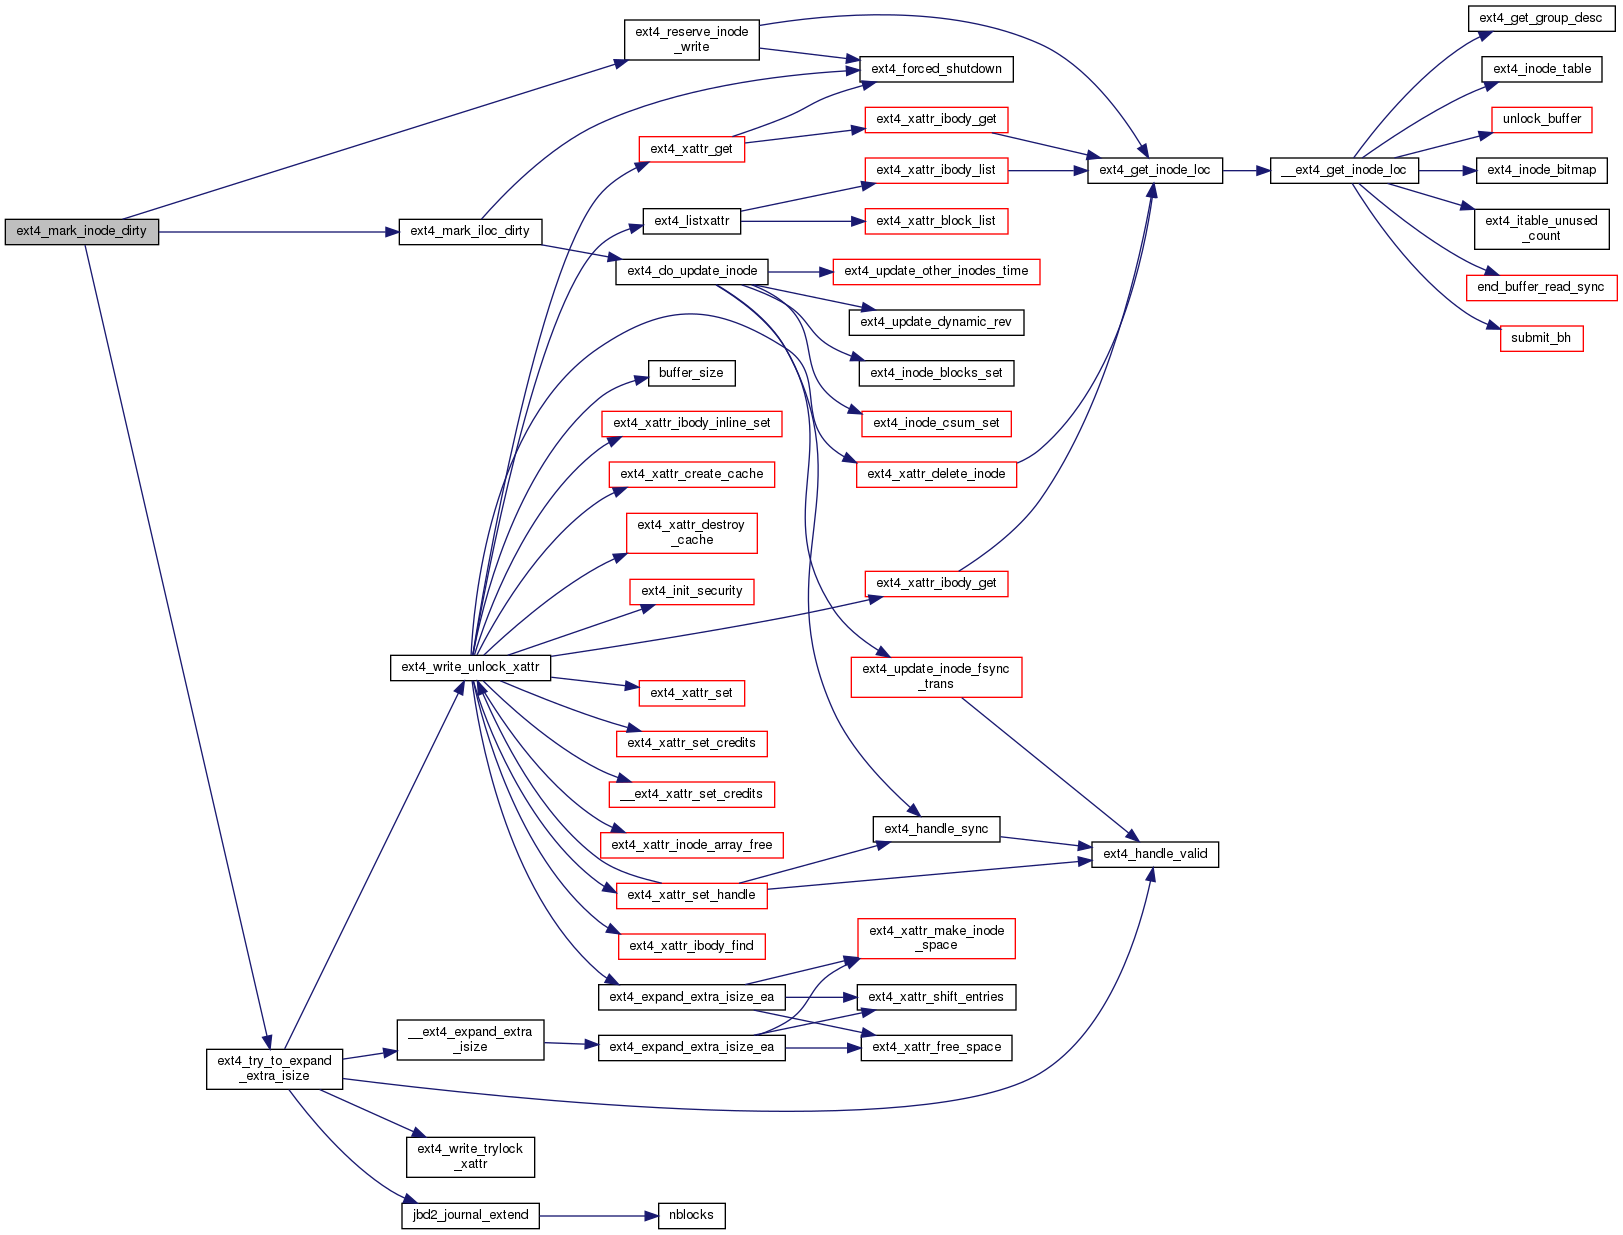 ext4_mark_inode_dirty
ext4_reserve_inode
_write
ext4_mark_iloc_dirty
ext4_try_to_expand
_extra_isize
ext4_write_unlock_xattr
__ext4_expand_extra
_isize
ext4_write_trylock
_xattr
jbd2_journal_extend
ext4_xattr_get
ext4_listxattr
ext4_do_update_inode
buffer_size
ext4_xattr_ibody_inline_set
ext4_xattr_create_cache
ext4_xattr_destroy
_cache
ext4_init_security
ext4_xattr_set
ext4_xattr_set_credits
__ext4_xattr_set_credits
ext4_xattr_inode_array_free
ext4_xattr_set_handle
ext4_xattr_ibody_find
ext4_expand_extra_isize_ea
ext4_expand_extra_isize_ea
nblocks
ext4_forced_shutdown
ext4_xattr_ibody_get
ext4_xattr_ibody_list
ext4_xattr_block_list
ext4_update_other_inodes_time
ext4_update_dynamic_rev
ext4_inode_blocks_set
ext4_inode_csum_set
ext4_xattr_delete_inode
ext4_xattr_ibody_get
ext4_update_inode_fsync
_trans
ext4_handle_sync
ext4_xattr_make_inode
_space
ext4_xattr_shift_entries
ext4_xattr_free_space
ext4_get_inode_loc
ext4_handle_valid
__ext4_get_inode_loc
ext4_get_group_desc
ext4_inode_table
unlock_buffer
ext4_inode_bitmap
ext4_itable_unused
_count
end_buffer_read_sync
submit_bh